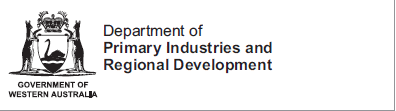 Department of
Primary Industries and
Regional Development
GOVERNMENT OF
WESTERN AUSTRALIA